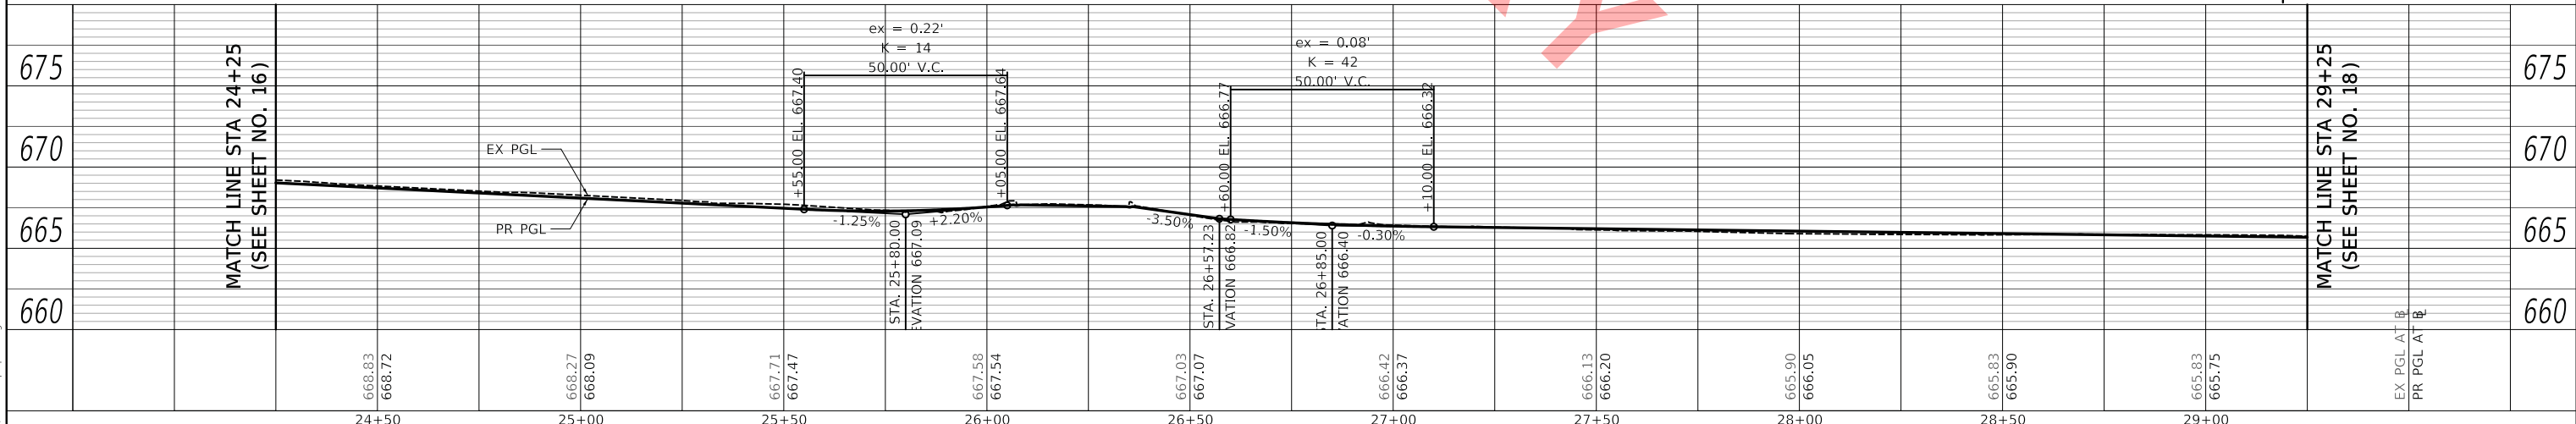 675
670
665
660
MATCH LINE STA 24+25
(SEE SHEET NO. 16)
EX PGL
PR PGL
ex = 0.22'
K = 14
50.00' V.C.
+55.00 EL. 667.40
+05.00 EL. 667.64
-1.25%
+2.20%
STA. 25+80.00
EVATION 667.09
ex = 0.08'
K = 42
50.00' V.C.
+60.00 EL. 666.77
+10.00 EL. 666.32
-3.50%
-1.50%
-0.30%
STA. 26+57.23
VATION 666.82
TA. 26+85.00
ATION 666.40
MATCH LINE STA 29+25
(SEE SHEET NO. 18)
675
670
665
660
EX PGL AT
PR PGL AT
668.83
668.72
668.27
668.09
667.71
667.47
667.58
667.54
667.03
667.07
666.42
666.37
666.13
666.20
665.90
666.05
665.83
665.90
665.83
665.75
24+50
25+00
25+50
26+00
26+50
27+00
27+50
28+00
28+50
29+00
Y